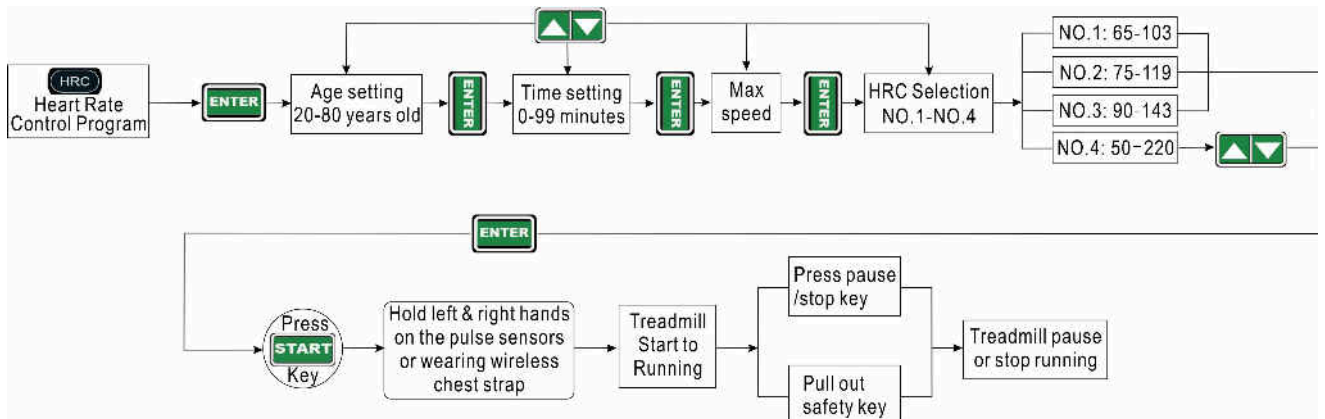 HRC
Heart Rate
Control Program
ENTER
Age setting
20-80 years old
ENTER
Time setting
0-99 minutes
ENTER
Max
speed
ENTER
HRC Selection
NO.1-NO.4
NO.1: 65-103
NO.2: 75-119
NO.3: 90-143
NO.4: 50-220
ENTER
Press
START
Key
Hold left & right hands
on the pulse sensors
or wearing wireless
chest strap
Treadmill
Start to
Running
Press pause
/stop key
Pull out
safety key
Treadmill pause
or stop running